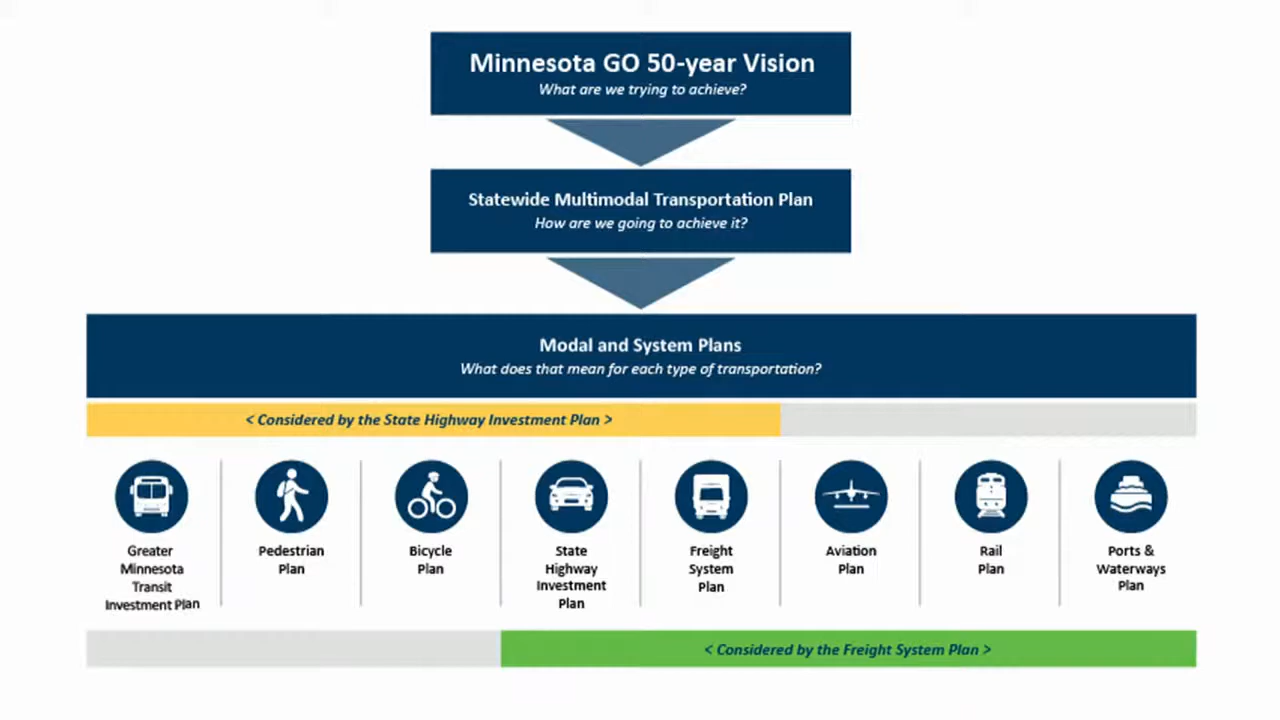 Minnesota GO 50-year Vision
What are we trying to achieve?
Statewide Multimodal Transportation Plan
How are we going to achieve it?
Modal and System Plans
What does that mean for each type of transportation?
< Considered by the State Highway Investment Plan >
Greater
Minnesota
Transit
Investment Plan
Pedestrian
Plan
Bicycle
Plan
State
Highway
Investment
Plan
Freight
System
Plan
Aviation
Plan
Rail
Plan
Ports &
Waterways
Plan
< Considered by the Freight System Plan >